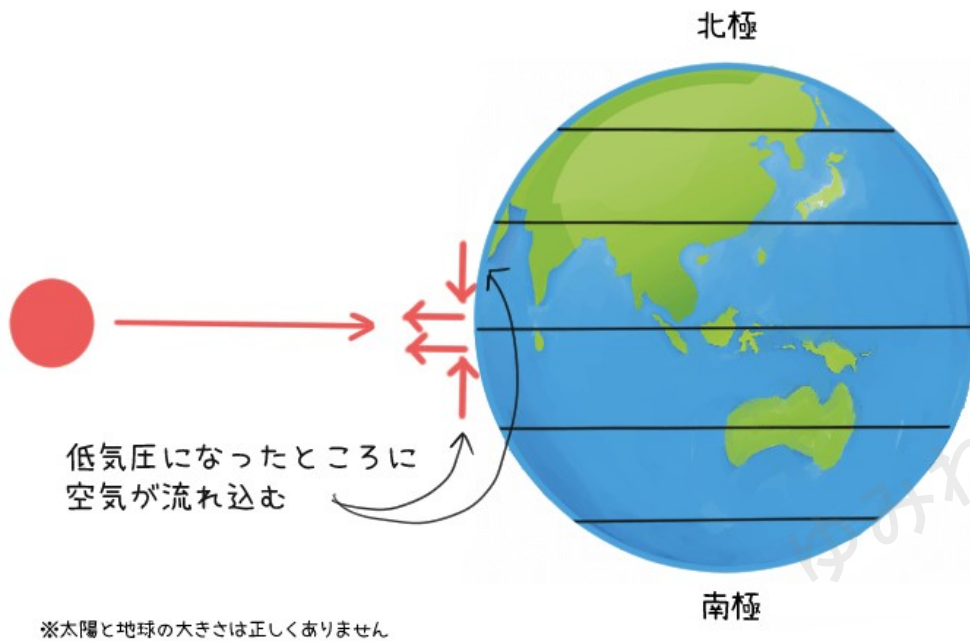 北極
低気圧になったところに
空気が流れ込む
南極
※太陽と地球の大きさは正しくありません